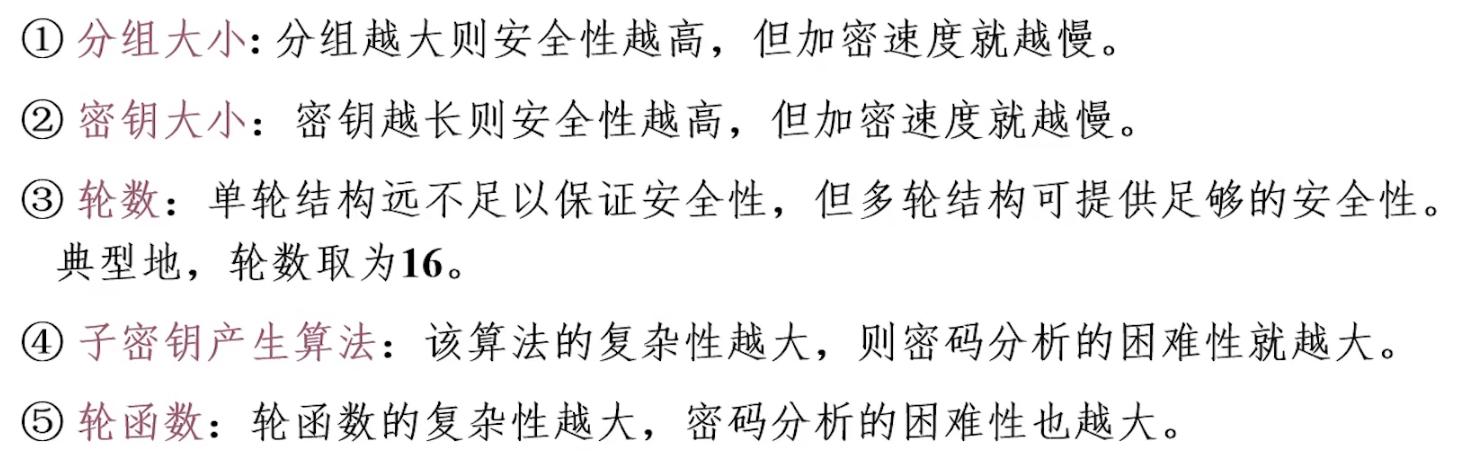 ① 分组大小：分组越大则安全性越高，但加密速度就越慢。
② 密钥大小：密钥越长则安全性越高，但加密速度就越慢。
③ 轮数：单轮结构远不足以保证安全性，但多轮结构可提供足够的安全性。
典型地，轮数取为16。
④ 子密钥产生算法：该算法的复杂性越大，则密码分析的困难性就越大。
⑤ 轮函数：轮函数的复杂性越大，密码分析的困难性也越大。